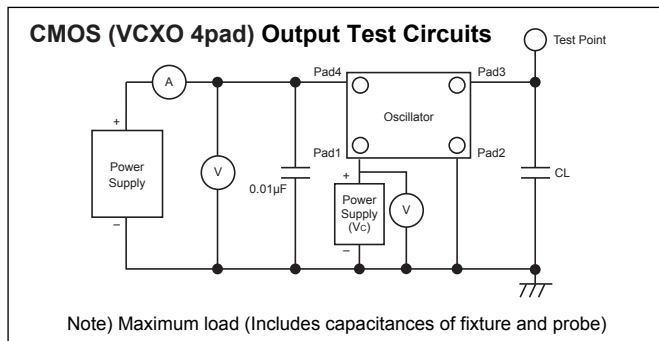 CMOS (VCXO 4pad) Output Test Circuits
Test Point
Pad4
Pad3
A
Oscillator
+
Power
Supply
V
0.01µF
Pad1
Pad2
+
Power
Supply
(Vc)
V
CL
–
–
Note) Maximum load (Includes capacitances of fixture and probe)